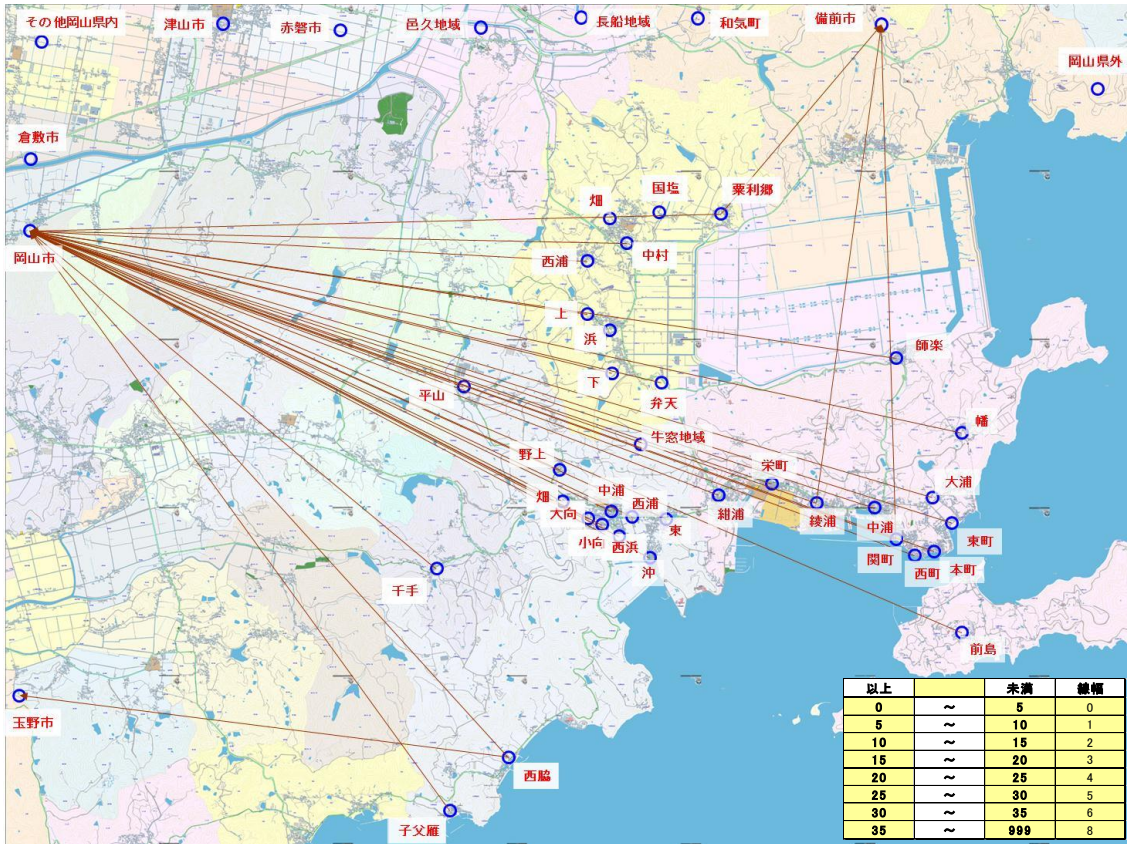 その他岡山県内
津山市
赤磐市
邑久地域
長船地域
和気町
備前市
岡山県外
倉敷市
岡山市
畑
国塩
粟利郷
中村
西浦
上
浜
師楽
下
弁天
平山
幡
牛窓地域
野上
栄町
大浦
畑
中浦
西浦
大向
紺浦
綾浦
中浦
東町
小向
西浜
東
関町
西町
本町
沖
千手
前島
玉野市
西脇
子父雁
以上 未満 線幅
0 ～ 5 0
5 ～ 10 1
10 ～ 15 2
15 ～ 20 3
20 ～ 25 4
25 ～ 30 5
30 ～ 35 6
35 ～ 999 8